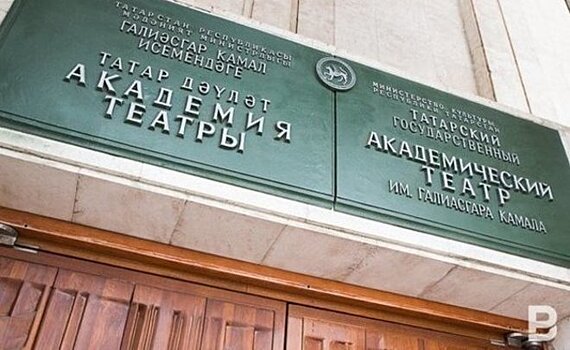 ТАТАРСТАН РЕСПУБЛИКАСЫ
МӘДӘНИЯТ МИНИСТРЛЫГЫ
ГАЛИӘСГАР КАМАЛ
ИСЕМЕНДӘГЕ
ТАТАР ДӘҮЛӘТ
АКАДЕМИЯ
ТЕАТРЫ
МИНИСТЕРСТВО КУЛЬТУРЫ
РЕСПУБЛИКИ ТАТАРСТАН
ТАТАРСКИЙ
ГОСУДАРСТВЕННЫЙ
АКАДЕМИЧЕСКИЙ
ТЕАТР
ИМ. ГАЛИАСГАРА КАМАЛА
B